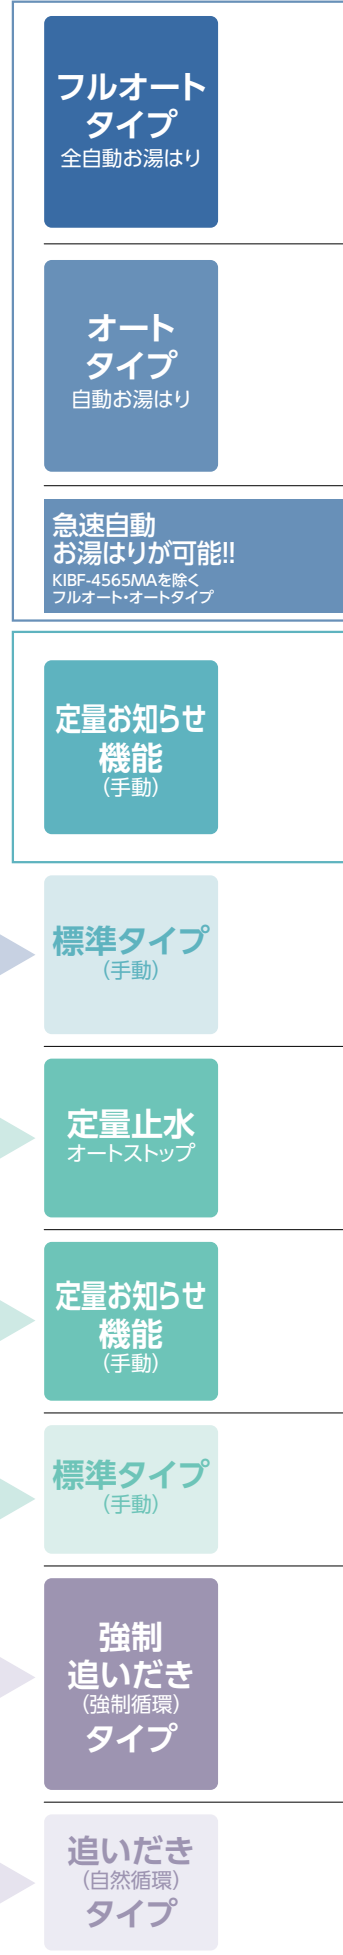 フルオート
タイプ
全自動お湯はり
オート
タイプ
自動お湯はり
急速自動
お湯はりが可能!!
KIBF-4565MAを除く
フルオート・オートタイプ
定量お知らせ
機能
(手動)
標準タイプ
(手動)
定量止水
オートストップ
定量お知らせ
機能
(手動)
標準タイプ
(手動)
強制
追いだき
(強制循環)
タイプ
追いだき
(自然循環)
タイプ